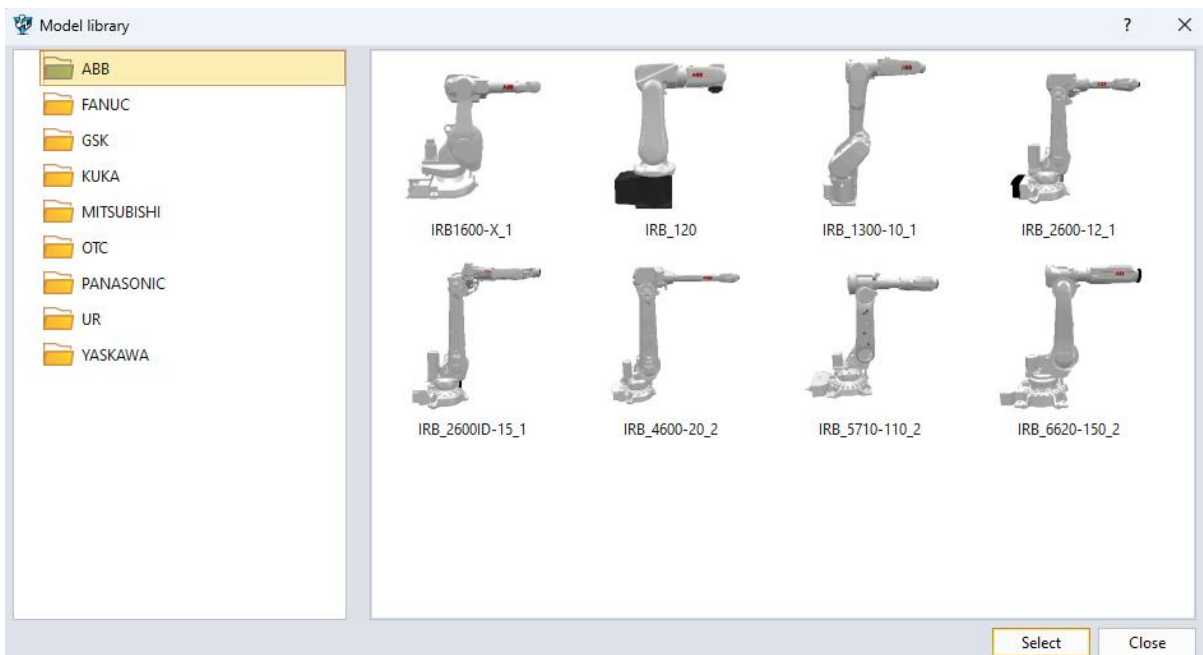 Model library
?
ABB
FANUC
GSK
KUKA
MITSUBISHI
OTC
PANASONIC
UR
YASKAWA
IRB1600-X_1
IRB_120
IRB_1300-10_1
IRB_2600-12_1
IRB_2600ID-15_1
IRB_4600-20_2
IRB_5710-110_2
IRB_6620-150_2
Select
Close